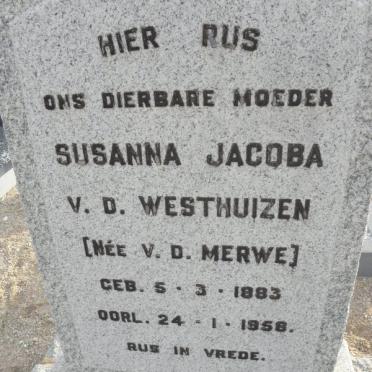 HIER RUS
ONS DIERBARE MOEDER
SUSANNA JACOBA
V. D. WESTHUIZEN
[NÉE V. D. MERWE]
GEB. 5 · 3 · 1883
OORL. 24 · 1 · 1958.
RUS IN VREDE.